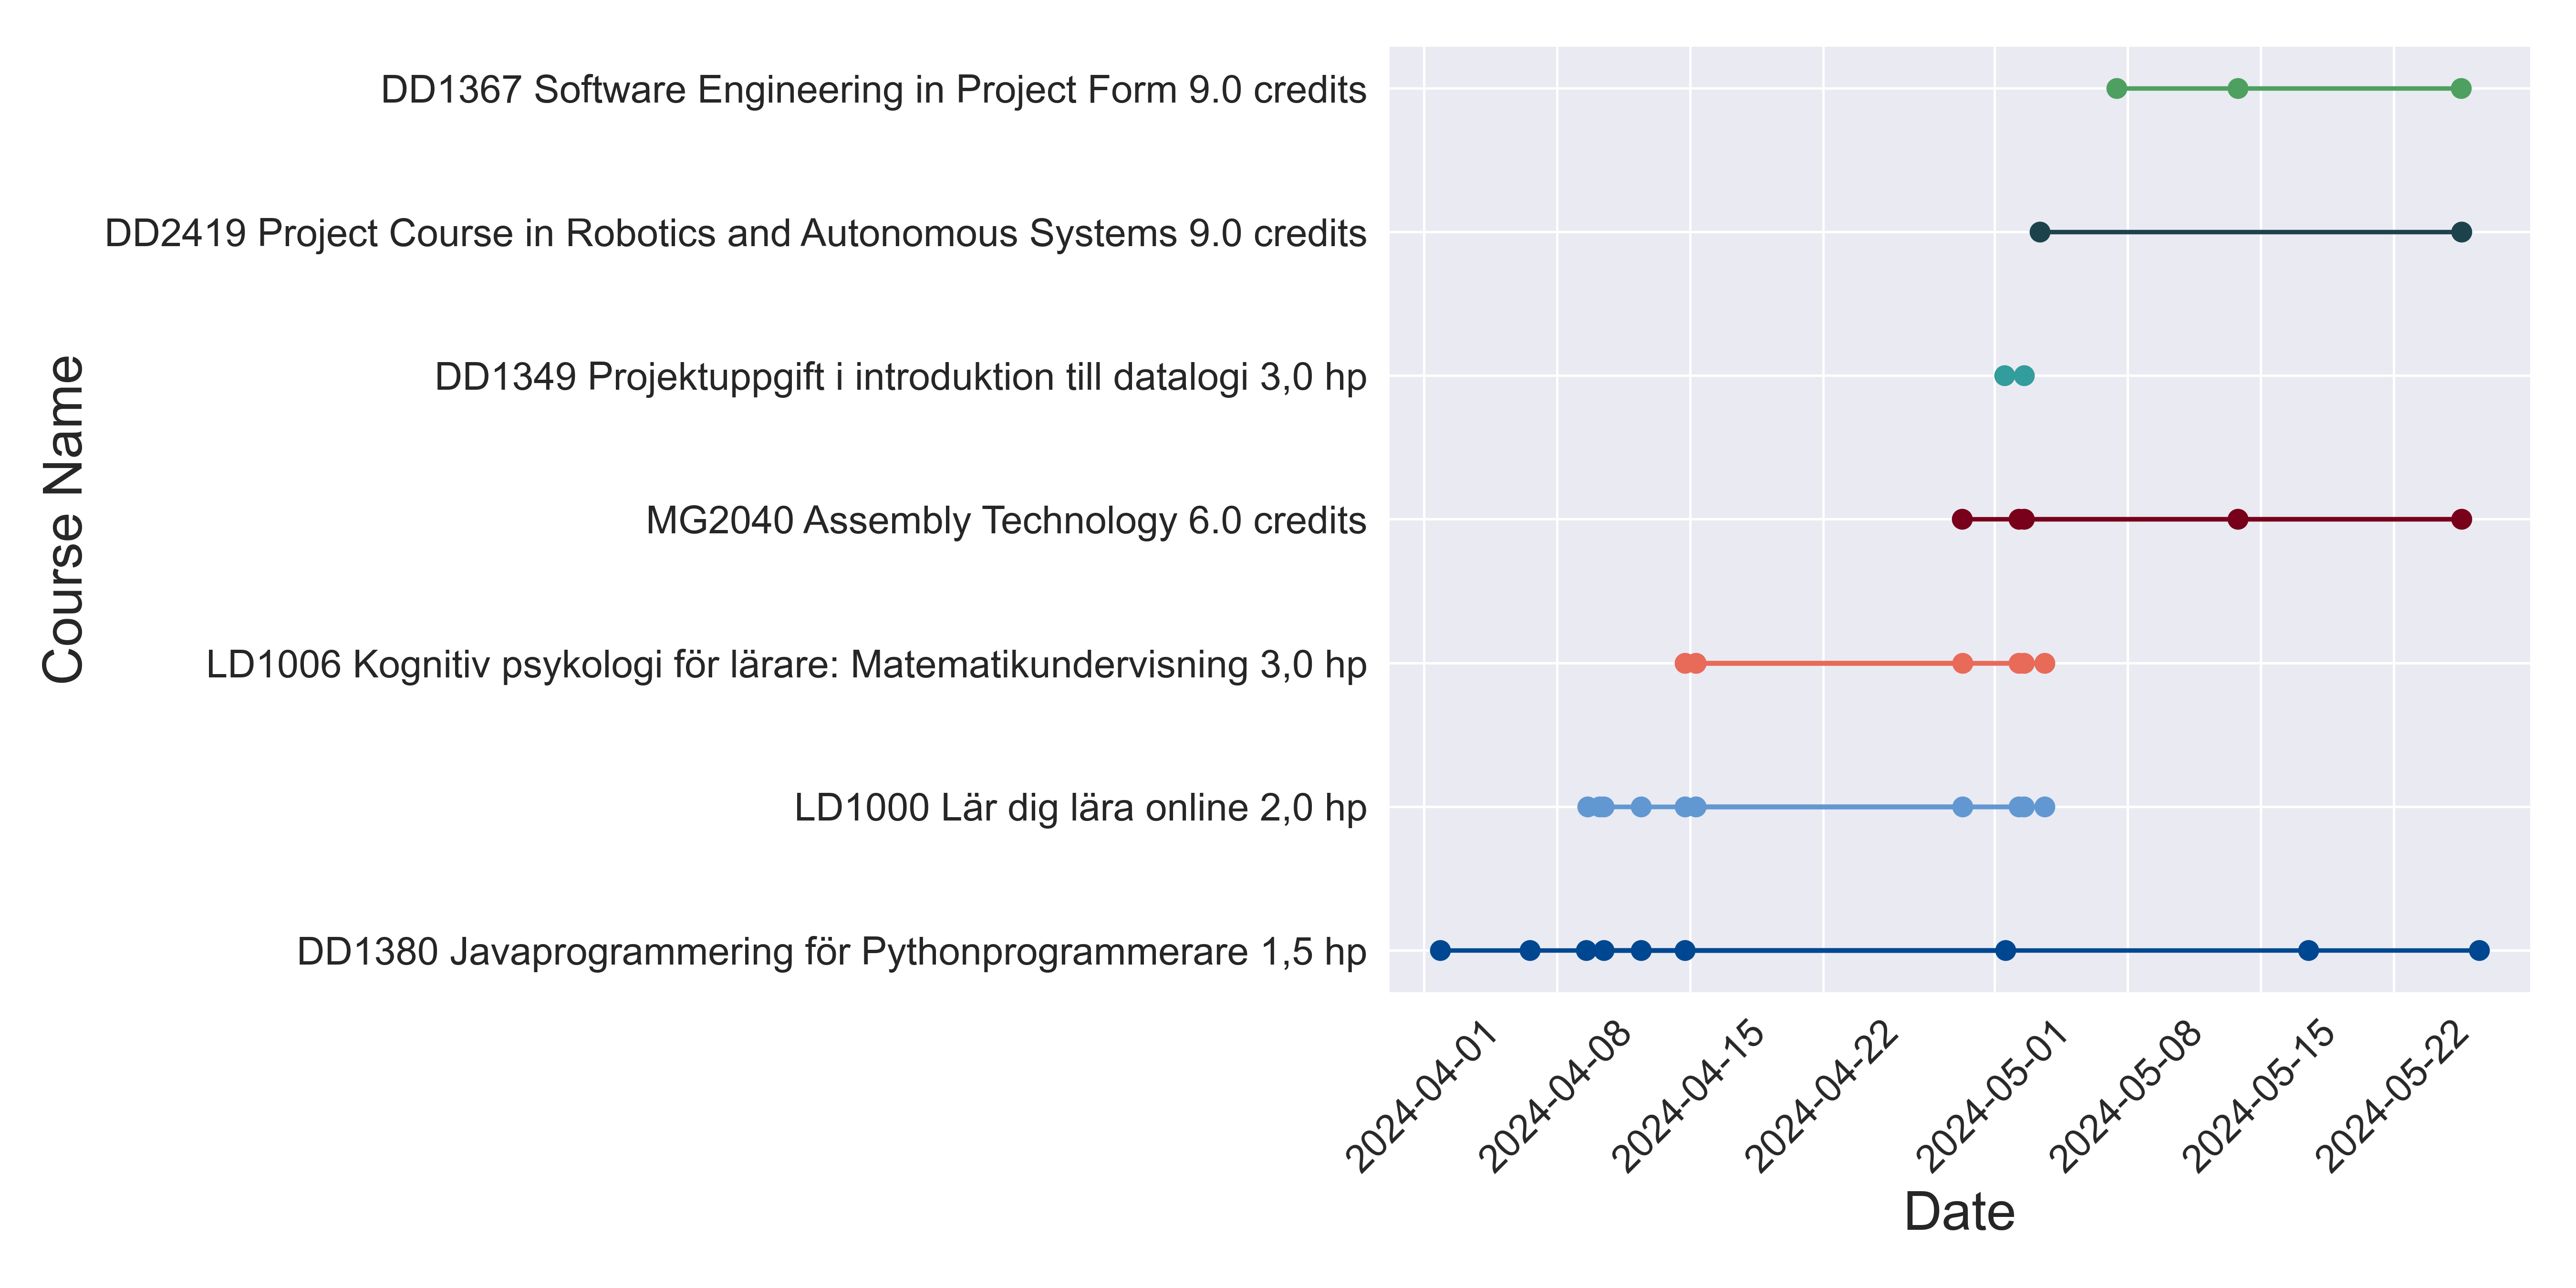 DD1367 Software Engineering in Project Form 9.0 credits
DD2419 Project Course in Robotics and Autonomous Systems 9.0 credits
DD1349 Projektuppgift i introduktion till datalogi 3,0 hp
MG2040 Assembly Technology 6.0 credits
LD1006 Kognitiv psykologi för lärare: Matematikundervisning 3,0 hp
LD1000 Lär dig lära online 2,0 hp
DD1380 Javaprogrammering för Pythonprogrammerare 1,5 hp
Course Name
2024-04-01
2024-04-08
2024-04-15
2024-04-22
2024-05-01
2024-05-08
2024-05-15
2024-05-22
Date